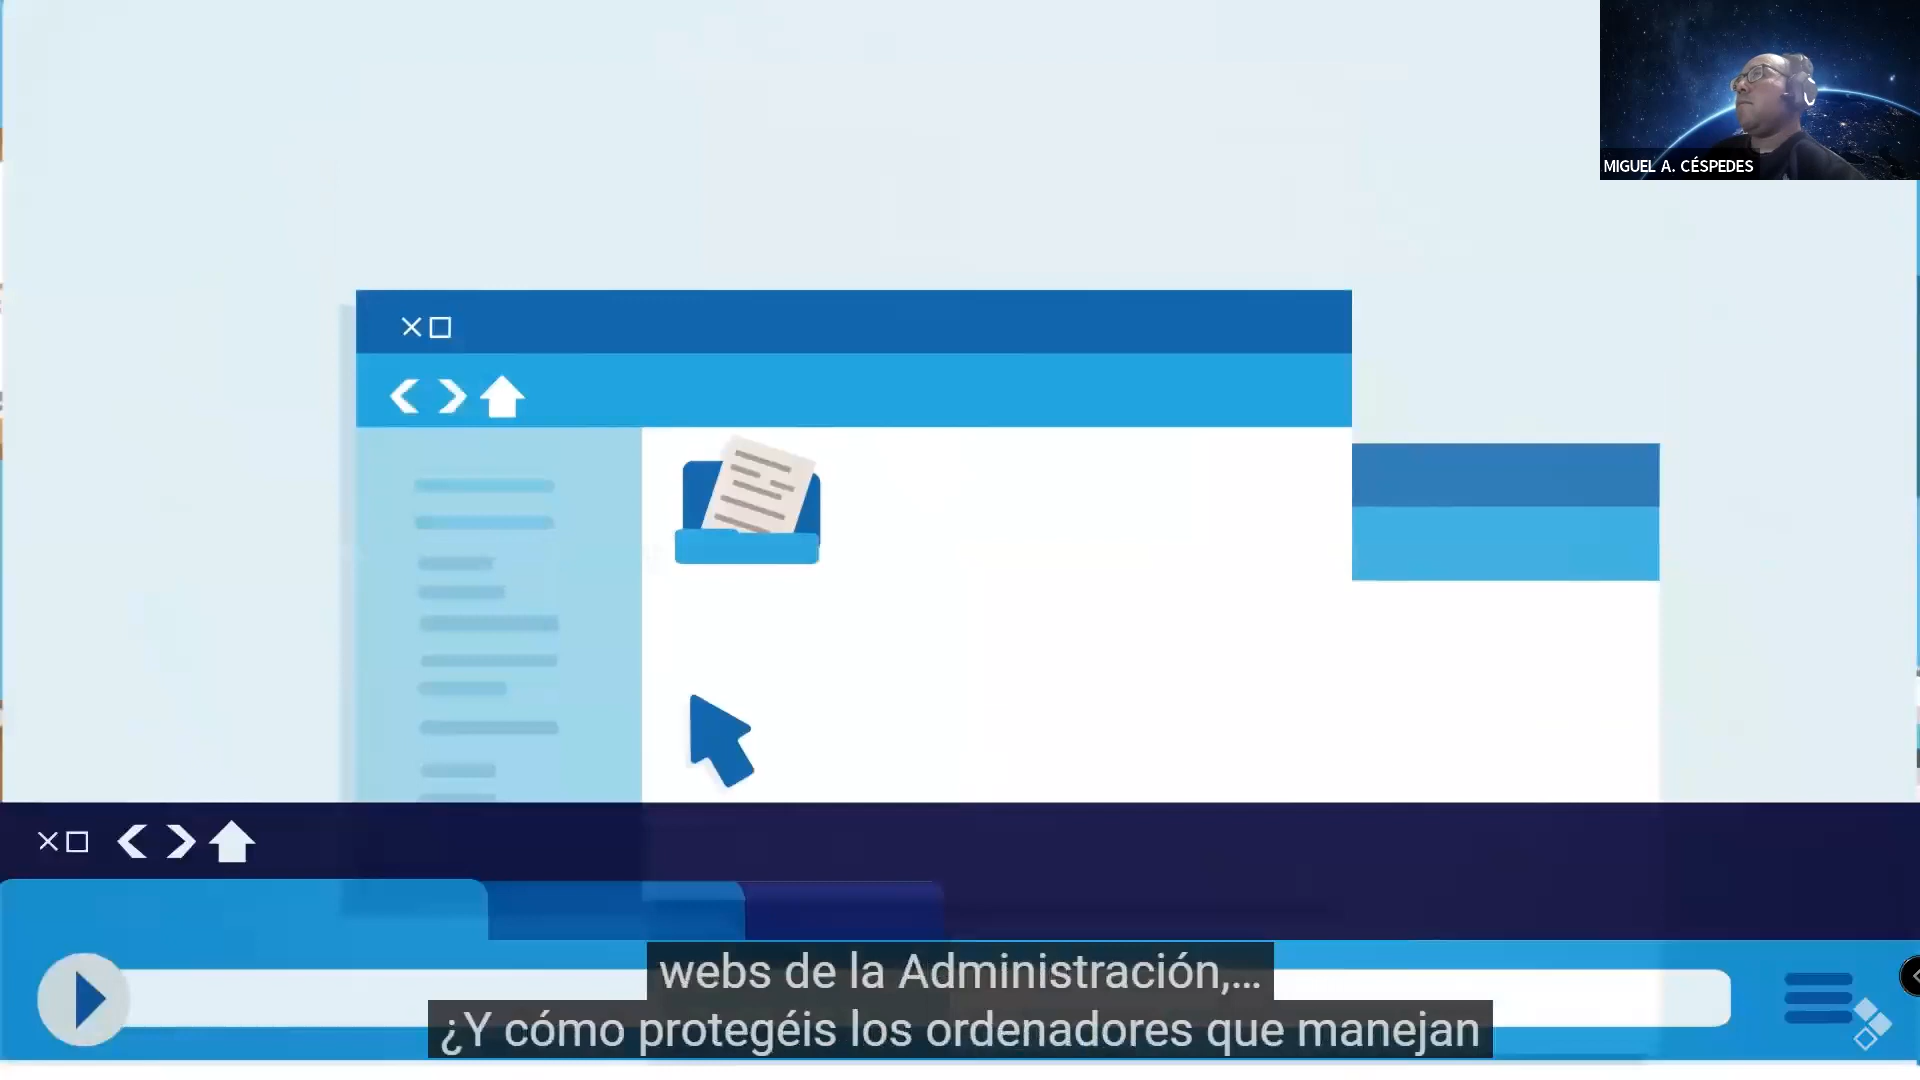 MIGUEL A. CÉSPEDES
webs de la Administración,...
¿Y cómo protegéis los ordenadores que manejan